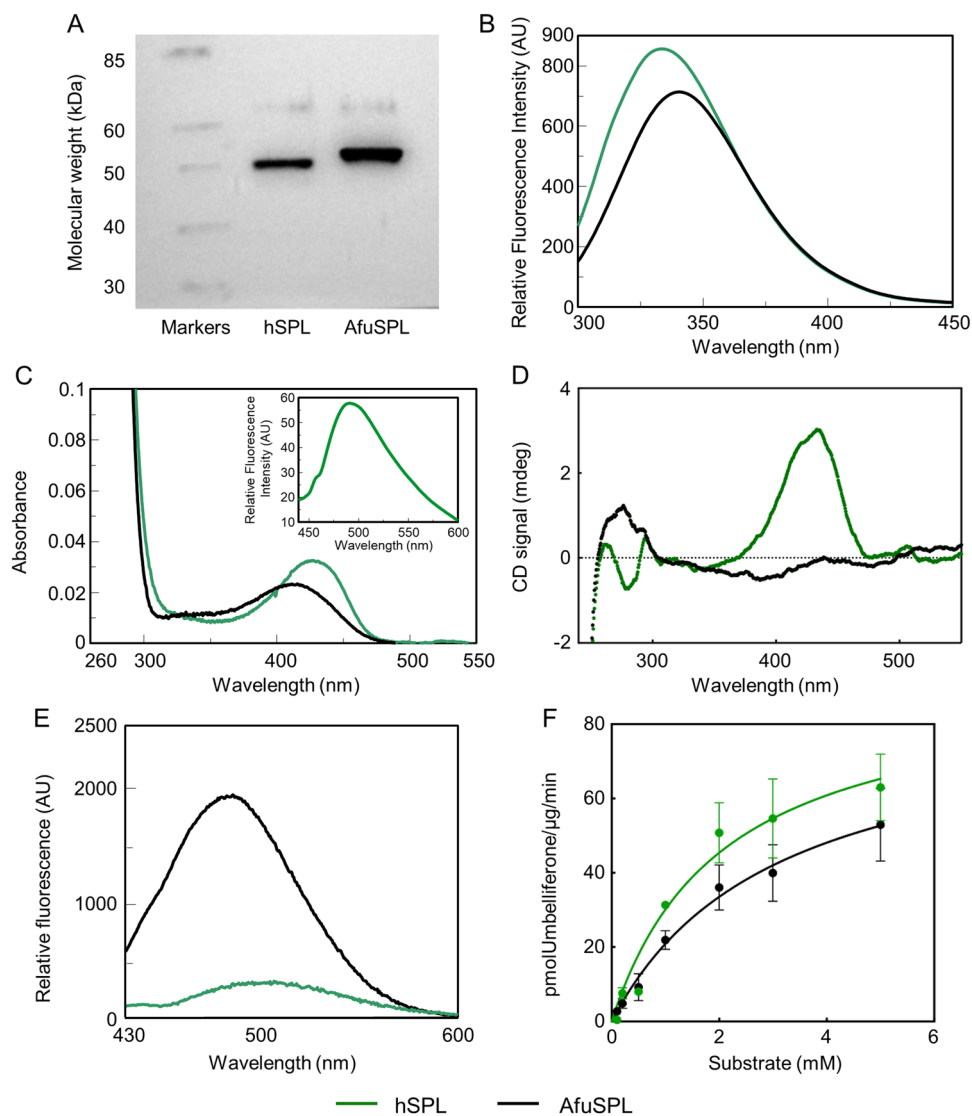 A
Molecular weight (kDa)
85
60
50
40
30
Markers hSPL AfuSPL
B
Relative Fluorescence Intensity (AU)
900
800
600
400
200
0
300 350 400 450
Wavelength (nm)
C
Absorbance
0.1
0.08
0.06
0.04
0.02
0
260 300 400 500 550
Wavelength (nm)
Relative Fluorescence
Intensity (AU)
60
50
40
30
20
10
440 450 500 550 600
Wavelength (nm)
D
CD signal (mdeg)
4
2
0
-2
300 400 500
Wavelength (nm)
E
Relative fluorescence (AU)
2500
2000
1000
0
430 500 600
Wavelength (nm)
F
pmolUmbelliferone/µg/min
80
60
40
20
0
0 2 4 6
Substrate (mM)
hSPL AfuSPL